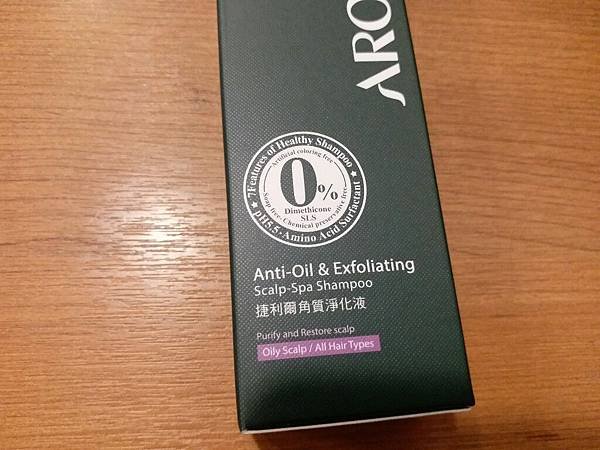 ARO
7Features of Healthy Shampoo
Artificial coloring free
0%
Dimethicone
SLS
Soap free · Chemical preservative free
pH5.5 · Amino Acid Surfactant
Anti-Oil & Exfoliating
Scalp-Spa Shampoo
捷利爾角質淨化液
Purify and Restore scalp
Oily Scalp / All Hair Types